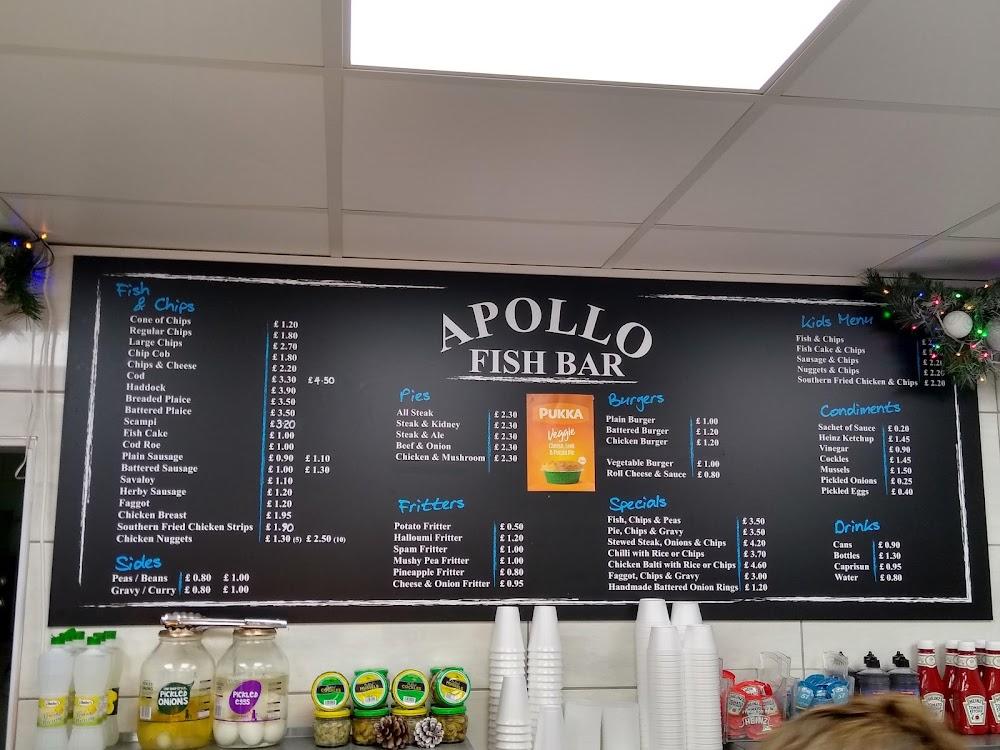 APOLLO
FISH BAR
Fish
& Chips
Cone of Chips £ 1.20
Regular Chips £ 1.80
Large Chips £ 2.70
Chip Cob £ 1.80
Chips & Cheese £ 2.20
Cod £ 3.30 £4.50
Haddock £ 3.90
Breaded Plaice £ 3.50
Battered Plaice £ 3.50
Scampi £ 3.20
Fish Cake £ 1.00
Cod Roe £ 1.00
Plain Sausage £ 0.90 £ 1.10
Battered Sausage £ 1.00 £ 1.30
Savaloy £ 1.10
Herby Sausage £ 1.20
Faggot £ 1.20
Chicken Breast £ 1.95
Southern Fried Chicken Strips £ 1.90
Chicken Nuggets £ 1.30 (5) £ 2.50 (10)
Sides
Peas / Beans £ 0.80 £ 1.00
Gravy / Curry £ 0.80 £ 1.00
Pies
All Steak £ 2.30
Steak & Kidney £ 2.30
Steak & Ale £ 2.30
Beef & Onion £ 2.30
Chicken & Mushroom £ 2.30
Fritters
Potato Fritter £ 0.50
Halloumi Fritter £ 1.20
Spam Fritter £ 1.00
Mushy Pea Fritter £ 1.00
Pineapple Fritter £ 0.80
Cheese & Onion Fritter £ 0.95
PUKKA
Veggie
Cheese, Leek
& Potato Pie
Burgers
Plain Burger £ 1.00
Battered Burger £ 1.20
Chicken Burger £ 1.20
Vegetable Burger £ 1.00
Roll Cheese & Sauce £ 0.80
Specials
Fish, Chips & Peas £ 3.50
Pie, Chips & Gravy £ 3.50
Stewed Steak, Onions & Chips £ 4.20
Chilli with Rice or Chips £ 3.70
Chicken Balti with Rice or Chips £ 4.60
Faggot, Chips & Gravy £ 3.00
Handmade Battered Onion Rings £ 1.20
Kids Menu
Fish & Chips
Fish Cake & Chips
Sausage & Chips
Nuggets & Chips
Southern Fried Chicken & Chips £ 2.20
Condiments
Sachet of Sauce £ 0.20
Heinz Ketchup £ 1.45
Vinegar £ 0.90
Cockles £ 1.45
Mussels £ 1.50
Pickled Onions £ 0.25
Pickled Eggs £ 0.40
Drinks
Cans £ 0.90
Bottles £ 1.30
Caprisun £ 0.95
Water £ 0.80
PICKLED
ONIONS
PICKLED
EGGS
HEINZ